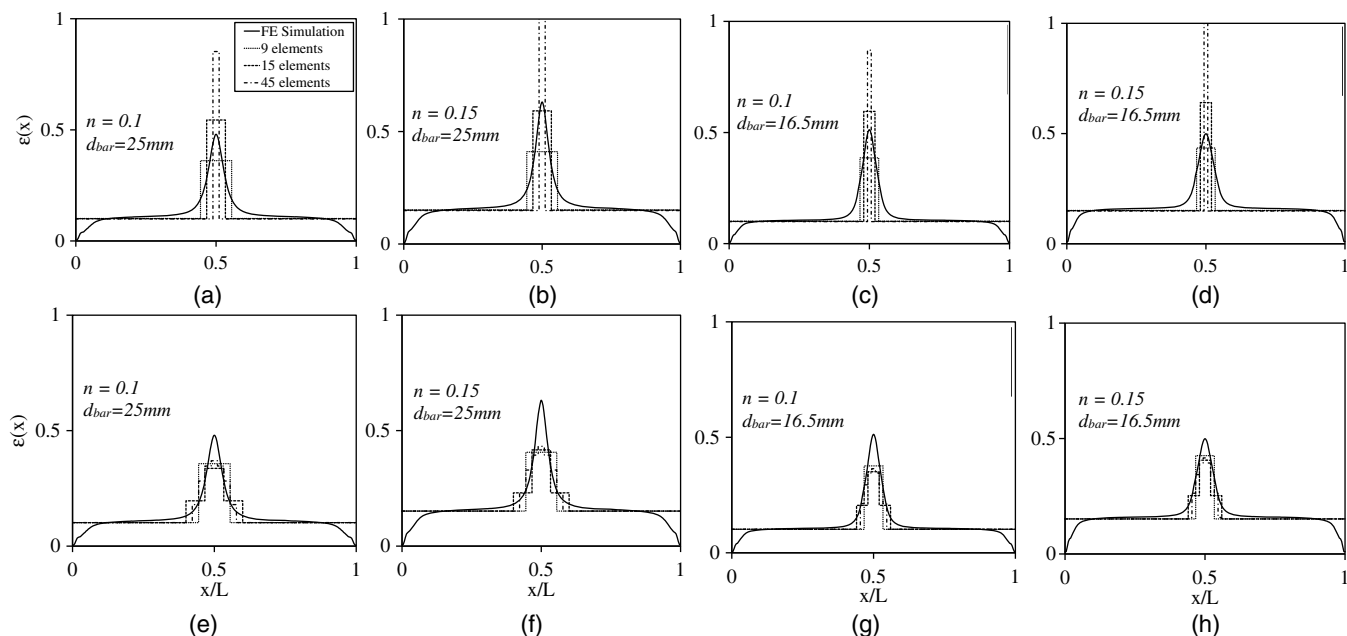 1
FE Simulation
9 elements
15 elements
45 elements
n = 0.1
dbar=25mm
0.5
ε(x)
0
0
0.5
1
(a)
1
n = 0.15
dbar=25mm
0.5
0
0
0.5
1
(b)
1
n = 0.1
dbar=16.5mm
0.5
0
0
0.5
1
(c)
1
n = 0.15
dbar=16.5mm
0.5
0
0
0.5
1
(d)
1
n = 0.1
dbar=25mm
0.5
ε(x)
0
0
0.5
1
x/L
(e)
1
n = 0.15
dbar=25mm
0.5
0
0
0.5
1
x/L
(f)
1
n = 0.1
dbar=16.5mm
0.5
0
0
0.5
1
x/L
(g)
1
n = 0.15
dbar=16.5mm
0.5
0
0
0.5
1
x/L
(h)